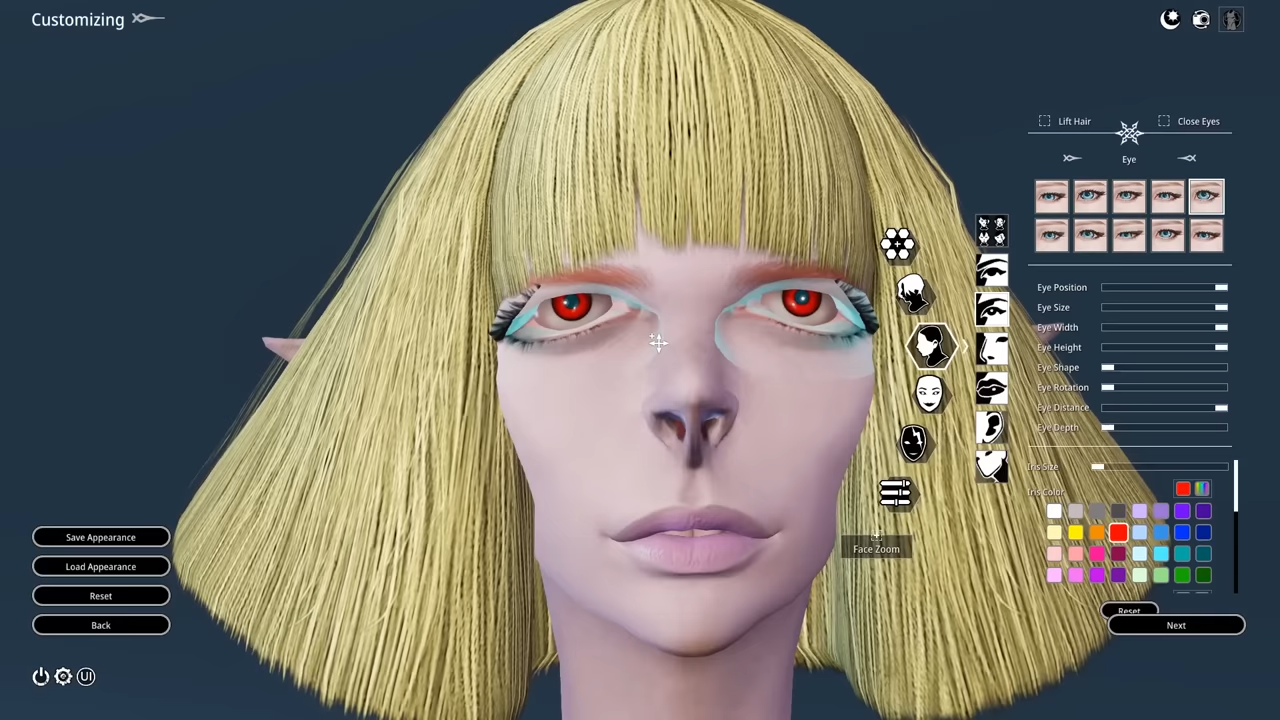 Customizing
Lift Hair
Close Eyes
Eye
Eye Position
Eye Size
Eye Width
Eye Height
Eye Shape
Eye Rotation
Eye Distance
Eye Depth
Iris Size
Iris Color
Face Zoom
Reset
Next
Save Appearance
Load Appearance
Reset
Back
UI